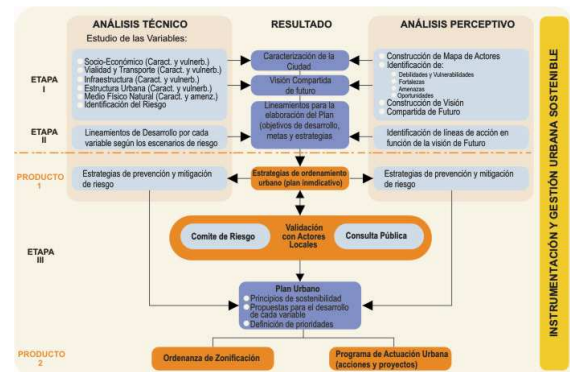 ANÁLISIS TÉCNICO
RESULTADO
ANÁLISIS PERCEPTIVO
Estudio de las Variables:
ETAPA
I
Socio-Económico (Caract. y vulnerb.)
Vialidad y Transporte (Caract. y vulnerb.)
Infraestructura (Caract. y vulnerb.)
Estructura Urbana (Caract. y vulnerb.)
Medio Físico Natural (Caract. y amenz.)
Identificación del Riesgo
Caracterización de la
Ciudad
Visión Compartida
de futuro
Lineamientos para la
elaboración del Plan
(objetivos de desarrollo,
metas y estrategias
Construcción de Mapa de Actores
Identificación de:
Debilidades y Vulnerabilidades
Fortalezas
Amenazas
Oportunidades
Construcción de Visión
Compartida de Futuro
ETAPA
II
Lineamientos de Desarrollo por cada
variable según los escenarios de riesgo
Identificación de líneas de acción en
función de la visión de Futuro
PRODUCTO
1
Estrategias de prevención y mitigación
de riesgo
Estrategias de ordenamiento
urbano (plan inmdicativo)
Estrategias de prevención y mitigación
de riesgo
ETAPA
III
Comite de Riesgo
Validación
con Actores
Locales
Consulta Pública
Plan Urbano
Principios de sostenibilidad
Propuestas para el desarrollo
de cada variable
Definición de prioridades
PRODUCTO
2
Ordenanza de Zonificación
Programa de Actuación Urbana
(acciones y proyectos)
INSTRUMENTACIÓN Y GESTIÓN URBANA SOSTENIBLE